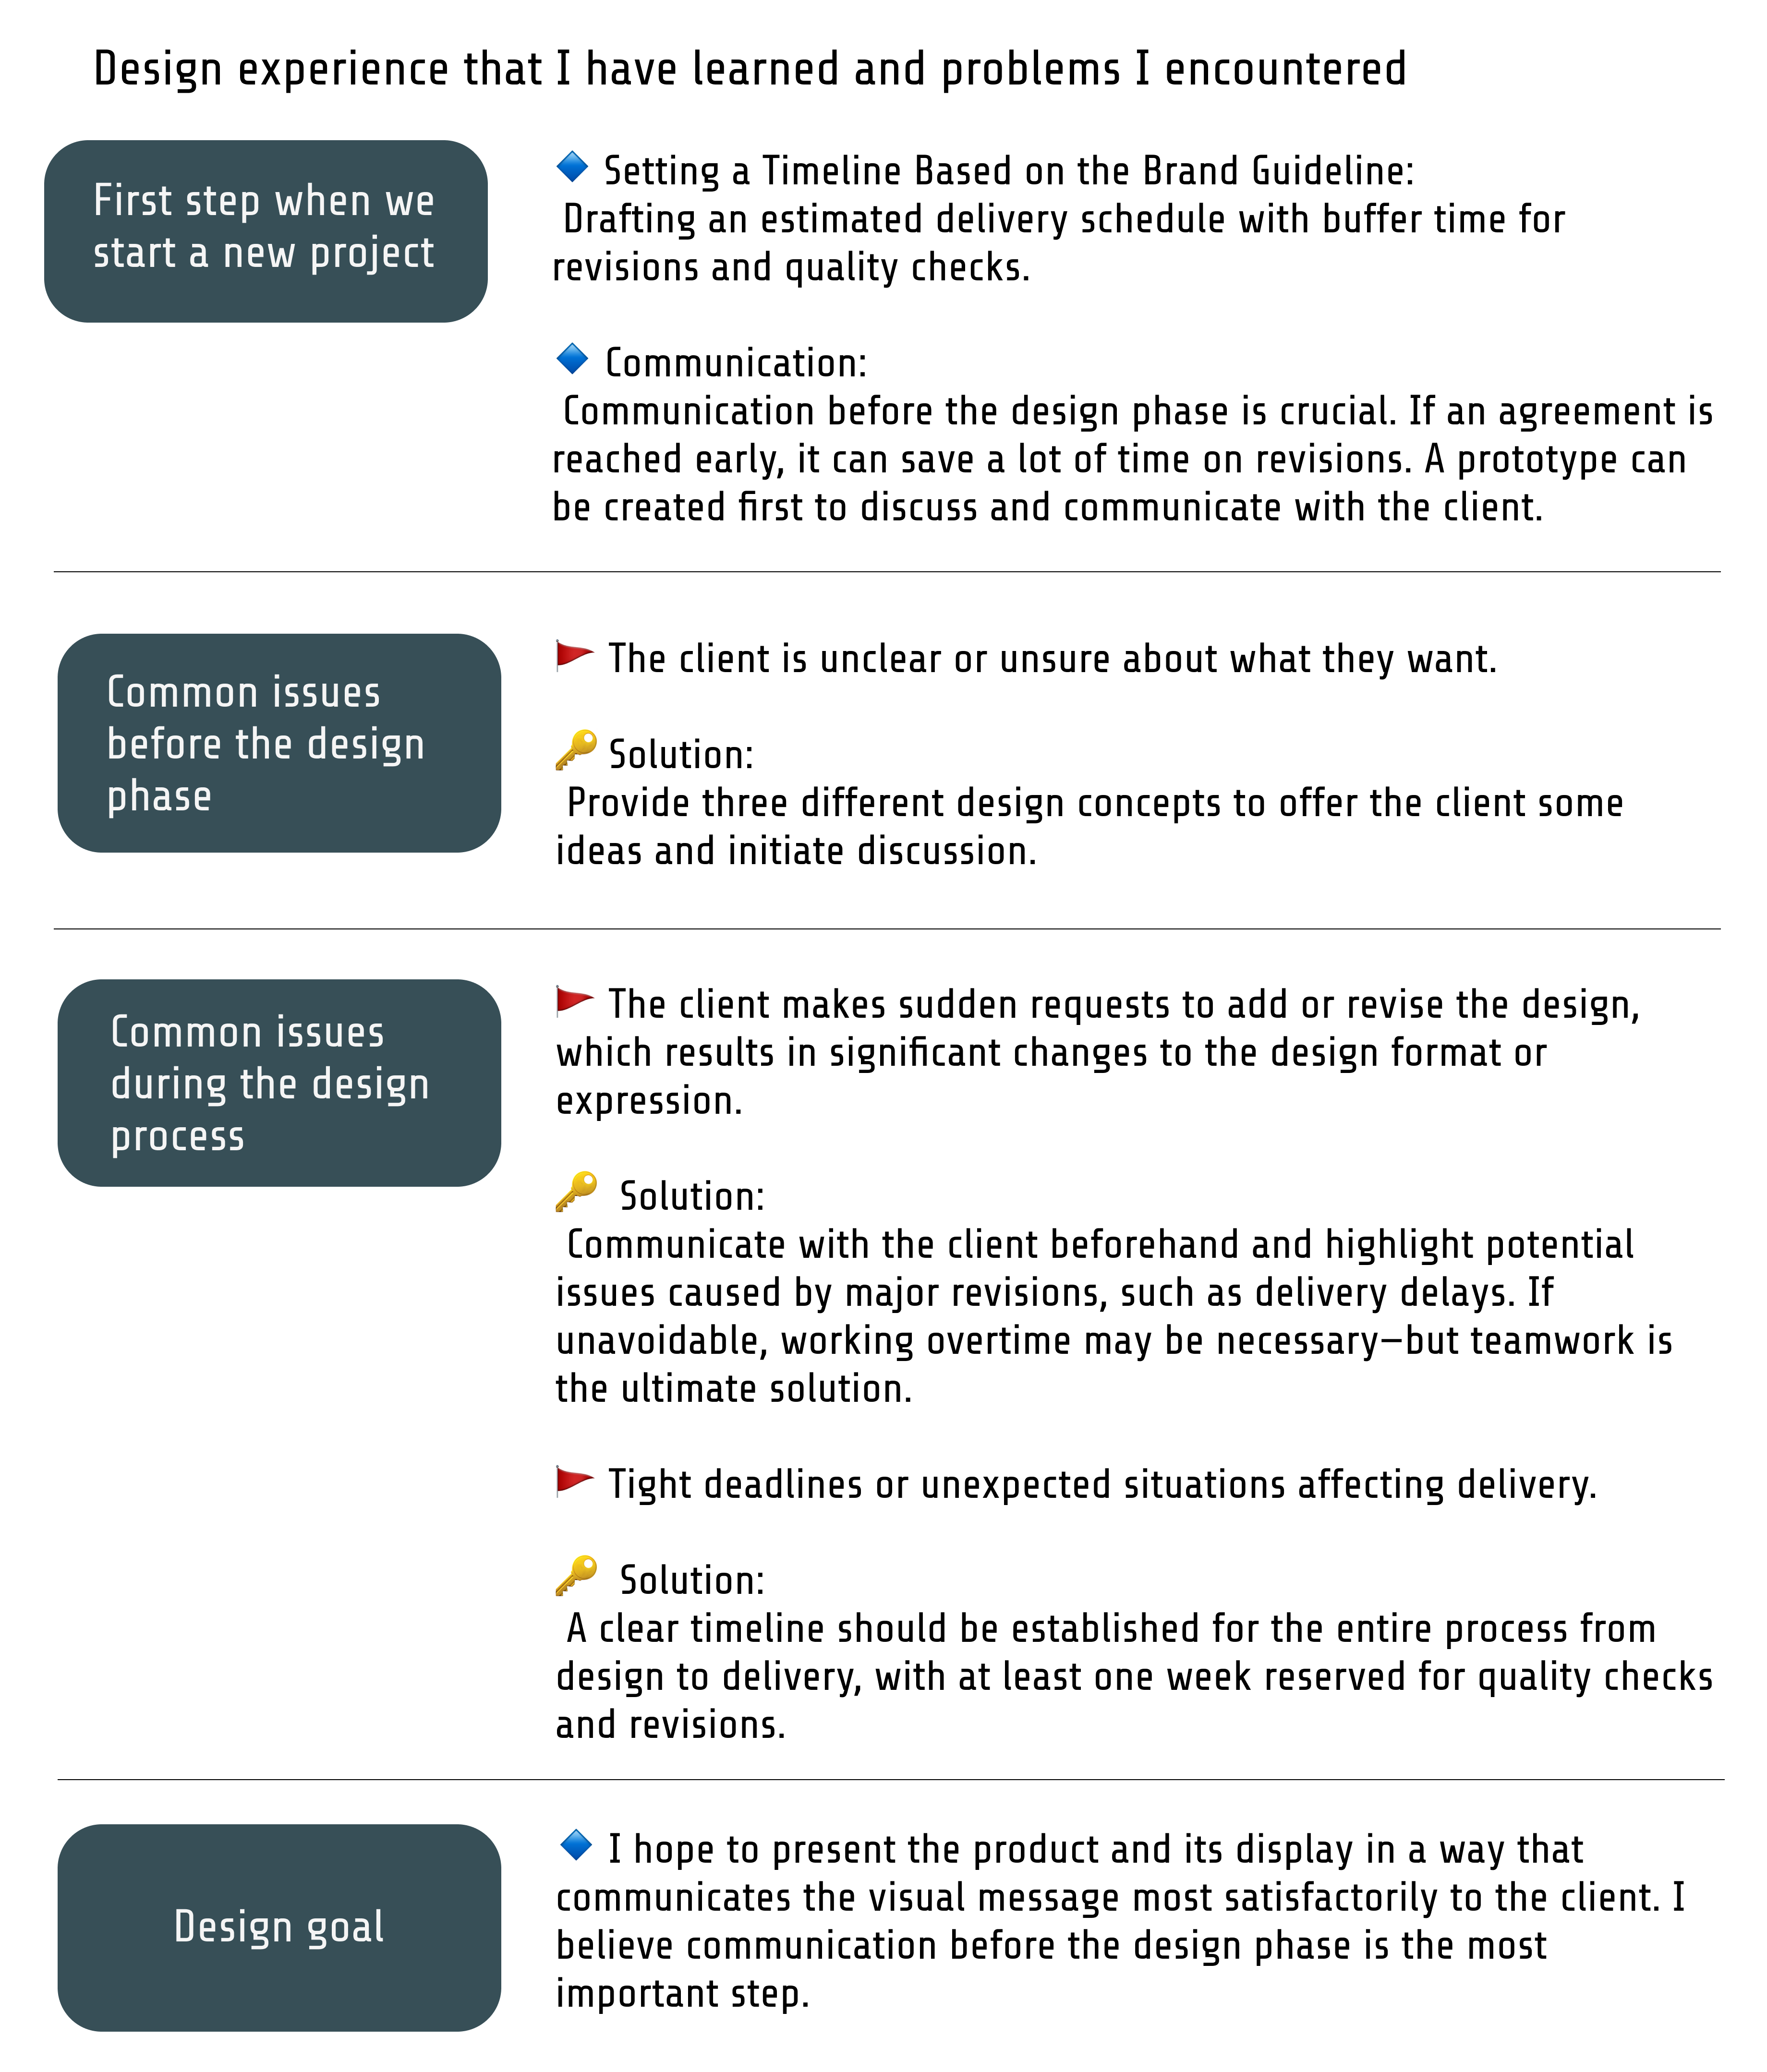 Design experience that I have learned and problems I encountered
First step when we
start a new project
Setting a Timeline Based on the Brand Guideline:
Drafting an estimated delivery schedule with buffer time for
revisions and quality checks.
Communication:
Communication before the design phase is crucial. If an agreement is
reached early, it can save a lot of time on revisions. A prototype can
be created first to discuss and communicate with the client.
Common issues
before the design
phase
The client is unclear or unsure about what they want.
Solution:
Provide three different design concepts to offer the client some
ideas and initiate discussion.
Common issues
during the design
process
The client makes sudden requests to add or revise the design,
which results in significant changes to the design format or
expression.
Solution:
Communicate with the client beforehand and highlight potential
issues caused by major revisions, such as delivery delays. If
unavoidable, working overtime may be necessary—but teamwork is
the ultimate solution.
Tight deadlines or unexpected situations affecting delivery.
Solution:
A clear timeline should be established for the entire process from
design to delivery, with at least one week reserved for quality checks
and revisions.
Design goal
I hope to present the product and its display in a way that
communicates the visual message most satisfactorily to the client. I
believe communication before the design phase is the most
important step.